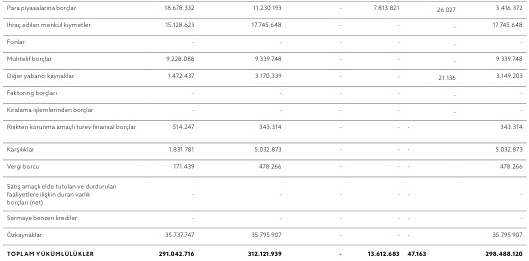 Para piyasalarına borçlar 18.678.332 11.230.193 - 7.813.821 26.027 3.416.372
İhraç edilen menkul kıymetler 15.128.623 17.745.648 - - - 17.745.648
Fonlar - - - - - -
Muhtelif borçlar 9.228.088 9.339.748 - - - 9.339.748
Diğer yabancı kaynaklar 1.472.437 3.170.339 - - 21.136 3.149.203
Faktoring borçları - - - - - -
Kiralama işlemlerinden borçlar - - - - - -
Riskten korunma amaçlı türev finansal borçlar 514.247 343.314 - - - 343.314
Karşılıklar 1.831.781 5.032.873 - - - 5.032.873
Vergi borcu 171.439 478.266 - - - 478.266
Satış amaçlı elde tutulan ve durdurulan
faaliyetlere ilişkin duran varlık - - - - - -
borçları (net)
Sermaye benzeri krediler - - - - - -
Özkaynaklar 35.737.747 35.795.907 - - - 35.795.907
TOPLAM YÜKÜMLÜLÜKLER 291.042.716 312.121.939 - 13.612.683 47.163 298.488.120